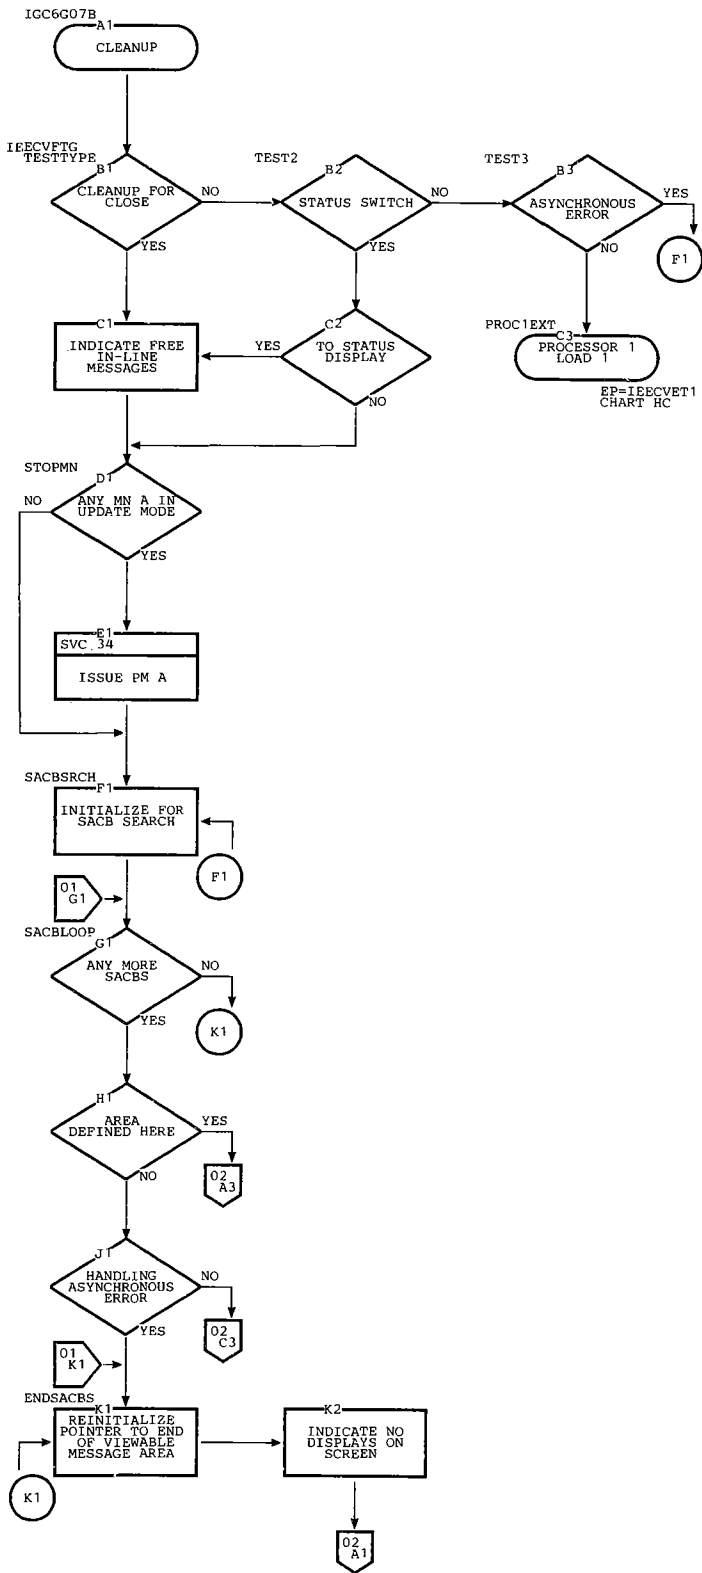 IGC6G07B
A1
CLEANUP
IEECVFTG
TESTTYPE
B1
CLEANUP FOR
CLOSE
NO
YES
TEST2
B2
STATUS SWITCH
NO
YES
TEST3
B3
ASYNCHRONOUS
ERROR
YES
NO
F1
C1
INDICATE FREE
IN-LINE
MESSAGES
YES
C2
TO STATUS
DISPLAY
NO
PROC1EXT
C3
PROCESSOR 1
LOAD 1
EP=IEECVET1
CHART HC
STOPMN
D1
NO
ANY MN A IN
UPDATE MODE
YES
E1
SVC 34
ISSUE PM A
SACBSRCH
F1
INITIALIZE FOR
SACB SEARCH
F1
01
G1
SACBLOOP
G1
ANY MORE
SACBS
NO
YES
K1
H1
AREA
DEFINED HERE
YES
NO
02
A3
J1
HANDLING
ASYNCHRONOUS
ERROR
NO
YES
02
C3
01
K1
ENDSACBS
K1
REINITIALIZE
POINTER TO END
OF VIEWABLE
MESSAGE AREA
K2
INDICATE NO
DISPLAYS ON
SCREEN
K1
02
A1